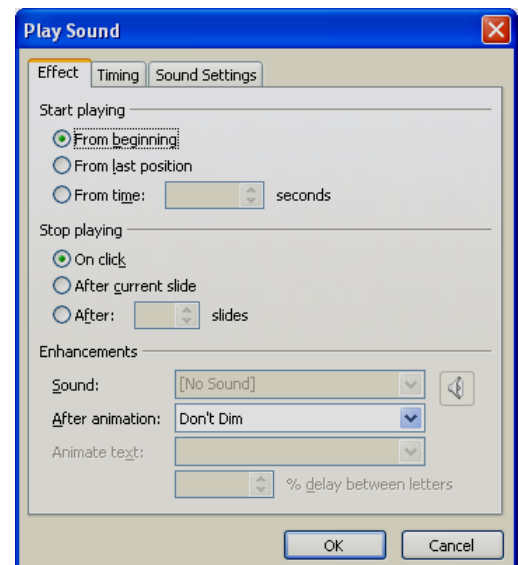 Play Sound
Effect Timing Sound Settings
Start playing
From beginning
From last position
From time: seconds
Stop playing
On click
After current slide
After: slides
Enhancements
Sound: [No Sound]
After animation: Don't Dim
Animate text:
% delay between letters
OK Cancel